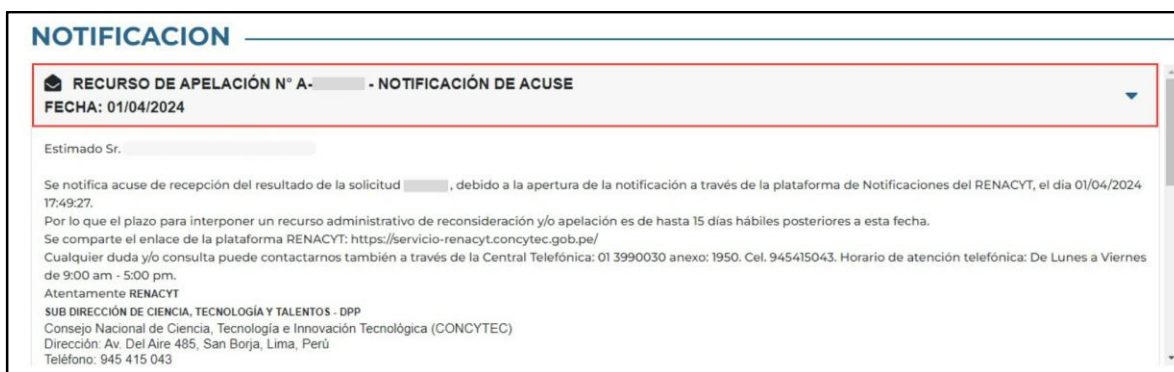 NOTIFICACION
RECURSO DE APELACIÓN N° A- - NOTIFICACIÓN DE ACUSE
FECHA: 01/04/2024
Estimado Sr.
Se notifica acuse de recepción del resultado de la solicitud , debido a la apertura de la notificación a través de la plataforma de Notificaciones del RENACYT, el dia 01/04/2024
17:49:27.
Por lo que el plazo para interponer un recurso administrativo de reconsideración y/o apelación es de hasta 15 días hábiles posteriores a esta fecha.
Se comparte el enlace de la plataforma RENACYT: https://servicio-renacyt.concytec.gob.pe/
Cualquier duda y/o consulta puede contactarnos también a través de la Central Telefónica: 01 3990030 anexo: 1950. Cel. 945415043. Horario de atención telefónica: De Lunes a Viernes
de 9:00 am - 5:00 pm.
Atentamente RENACYT
SUB DIRECCIÓN DE CIENCIA, TECNOLOGÍA Y TALENTOS - DPP
Consejo Nacional de Ciencia, Tecnología e Innovación Tecnológica (CONCYTEC)
Dirección: Av. Del Aire 485, San Borja, Lima, Perú
Teléfono: 945 415 043